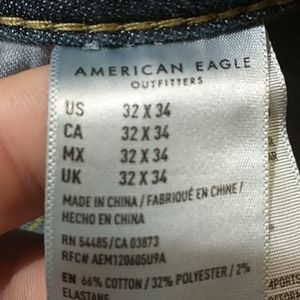 AMERICAN EAGLE
OUTFITTERS
US 32 X 34
CA 32 X 34
MX 32 X 34
UK 32 X 34
MADE IN CHINA / FABRIQUÉ EN CHINE /
HECHO EN CHINA
RN 54485/CA 03873
RFC# AEM120605U9A
EN 66% COTTON/32% POLYESTER/2%
ELASTANE